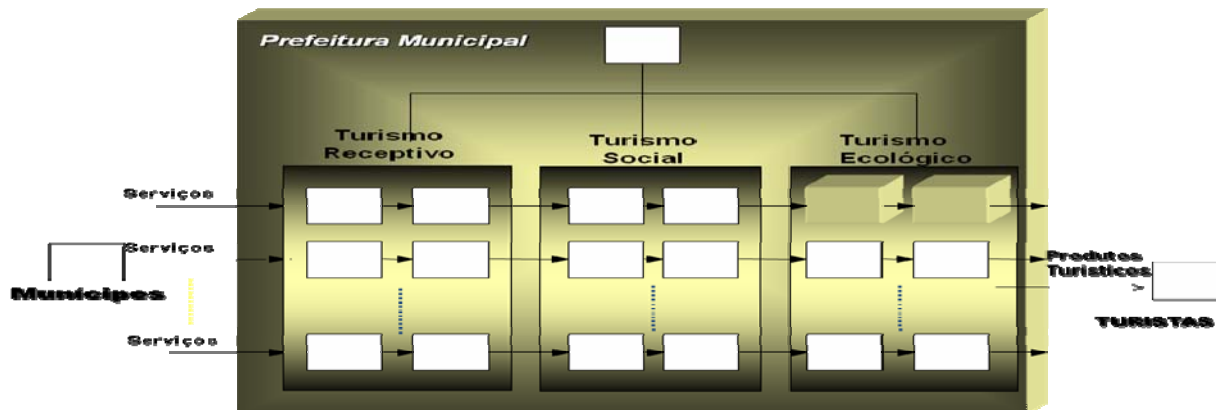 Prefeitura Municipal
Turismo
Receptivo
Turismo
Social
Turismo
Ecológico
Serviços
Serviços
Munícipes
Serviços
Produtos
Turísticos
TURISTAS